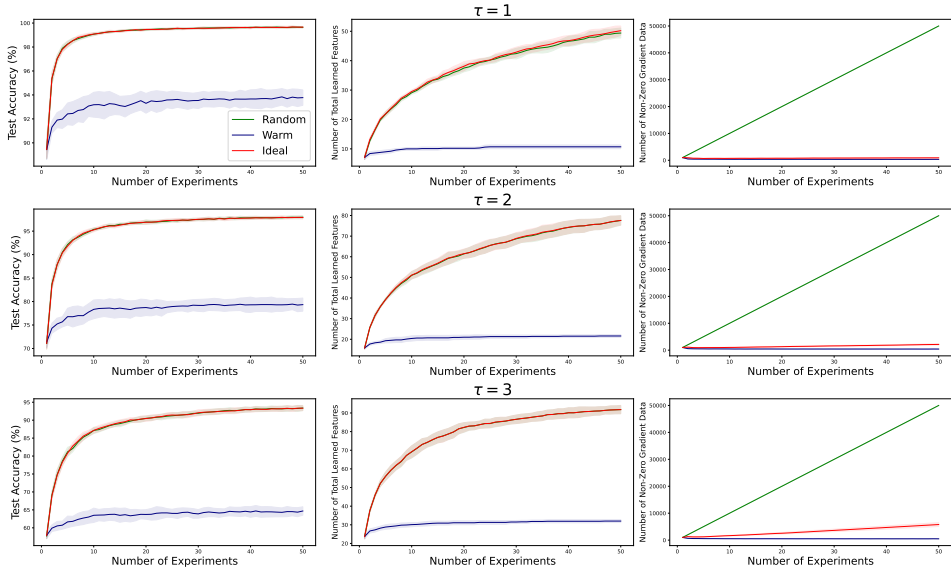 τ = 1
Test Accuracy (%)
100
98
96
94
92
90
Random
Warm
Ideal
0 10 20 30 40 50
Number of Experiments
Number of Total Learned Features
50
40
30
20
10
0 10 20 30 40 50
Number of Experiments
Number of Non-Zero Gradient Data
50000
40000
30000
20000
10000
0
0 10 20 30 40 50
Number of Experiments
τ = 2
Test Accuracy (%)
95
90
85
80
75
70
0 10 20 30 40 50
Number of Experiments
Number of Total Learned Features
80
70
60
50
40
30
20
0 10 20 30 40 50
Number of Experiments
Number of Non-Zero Gradient Data
50000
40000
30000
20000
10000
0
0 10 20 30 40 50
Number of Experiments
τ = 3
Test Accuracy (%)
95
90
85
80
75
70
65
60
0 10 20 30 40 50
Number of Experiments
Number of Total Learned Features
90
80
70
60
50
40
30
20
0 10 20 30 40 50
Number of Experiments
Number of Non-Zero Gradient Data
50000
40000
30000
20000
10000
0
0 10 20 30 40 50
Number of Experiments